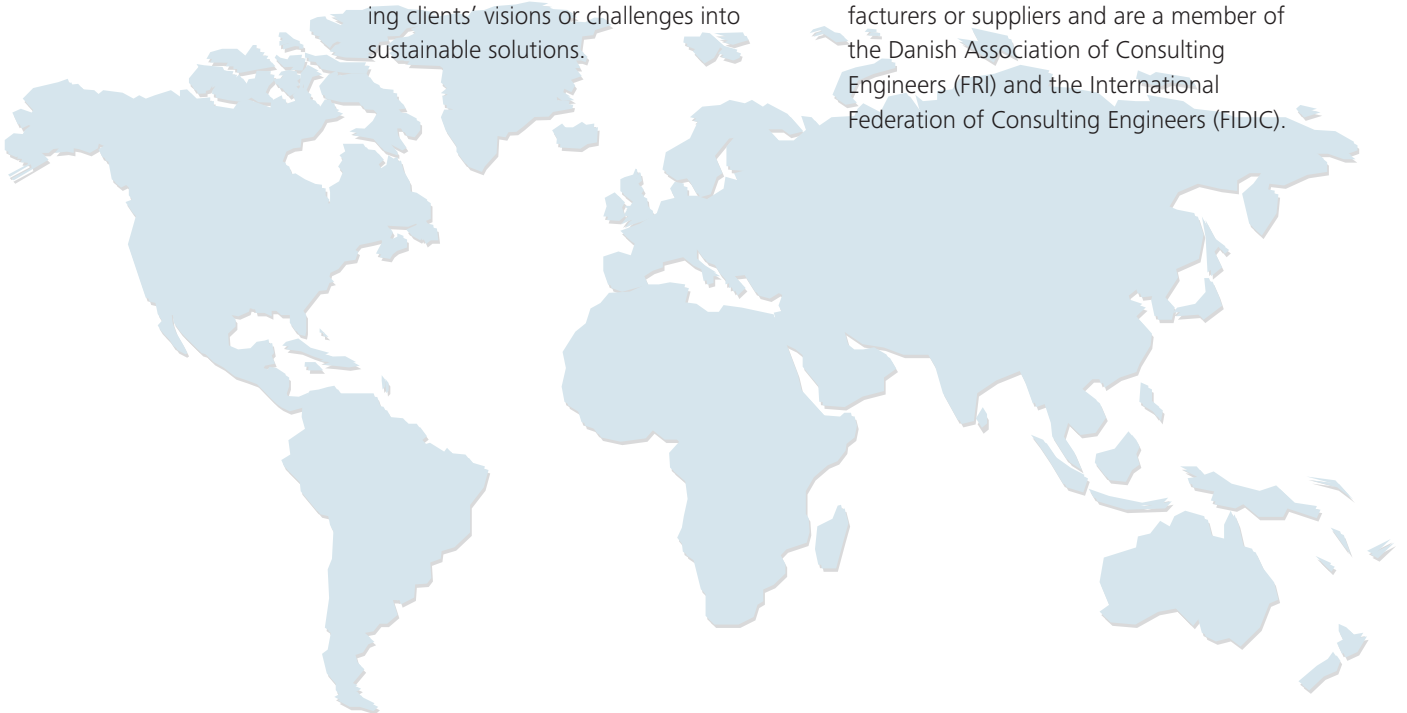 ing clients’ visions or challenges into
sustainable solutions.
facturers or suppliers and are a member of
the Danish Association of Consulting
Engineers (FRI) and the International
Federation of Consulting Engineers (FIDIC).